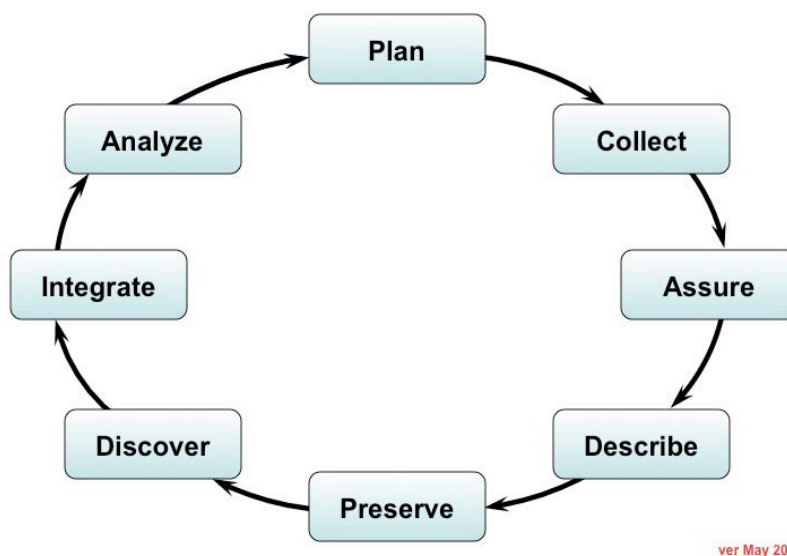 Plan
Collect
Assure
Describe
Preserve
Discover
Integrate
Analyze
ver May 20